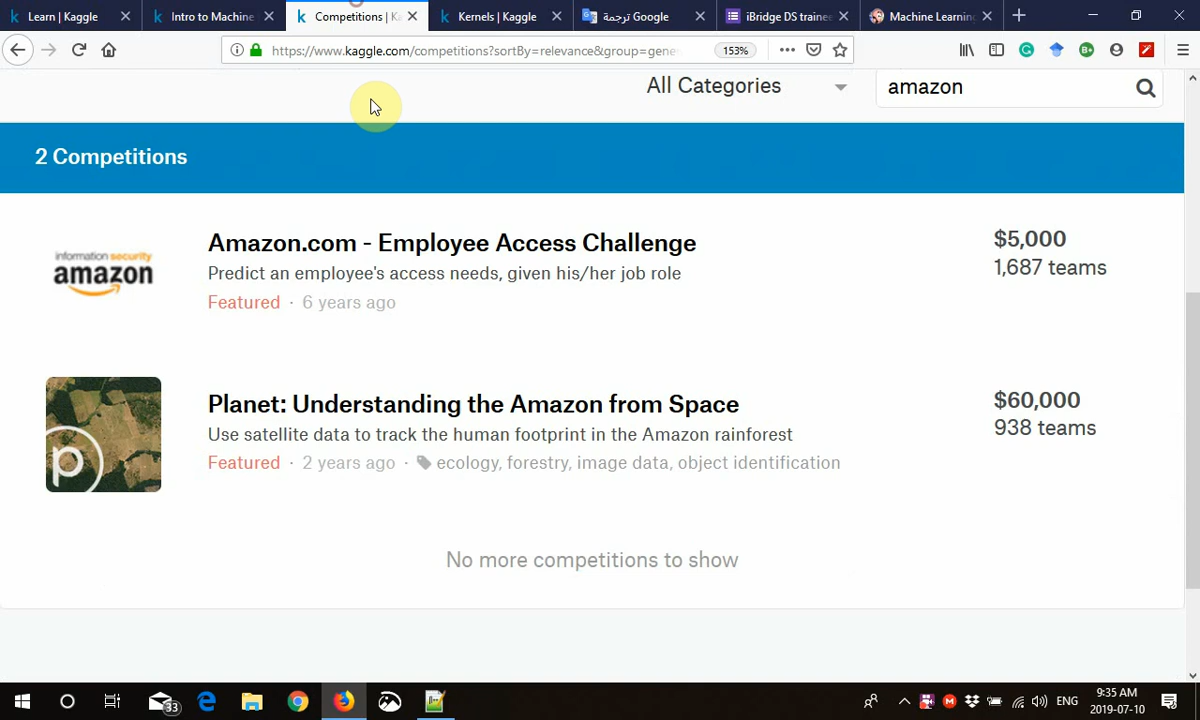 Learn | Kaggle
Intro to Machine
Competitions | Ka
Kernels | Kaggle
ترجمة Google
iBridge DS trainee
Machine Learning
https://www.kaggle.com/competitions?sortBy=relevance&group=gene
153%
All Categories
amazon
2 Competitions
information security
amazon
Amazon.com - Employee Access Challenge
Predict an employee's access needs, given his/her job role
Featured · 6 years ago
$5,000
1,687 teams
p
Planet: Understanding the Amazon from Space
Use satellite data to track the human footprint in the Amazon rainforest
Featured · 2 years ago · ecology, forestry, image data, object identification
$60,000
938 teams
No more competitions to show
33
ENG
9:35 AM
2019-07-10